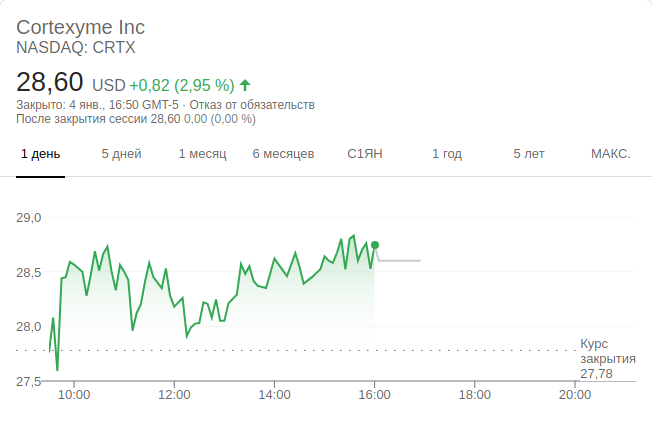 Cortexyme Inc
NASDAQ: CRTX
28,60 USD +0,82 (2,95 %)
Закрыто: 4 янв., 16:50 GMT-5 · Отказ от обязательств
После закрытия сессии 28,60 0,00 (0,00 %)
1 день 5 дней 1 месяц 6 месяцев С1ЯН 1 год 5 лет МАКС.
29,0
28,5
28,0
Курс
закрытия
27,78
27,5
10:00 12:00 14:00 16:00 18:00 20:00